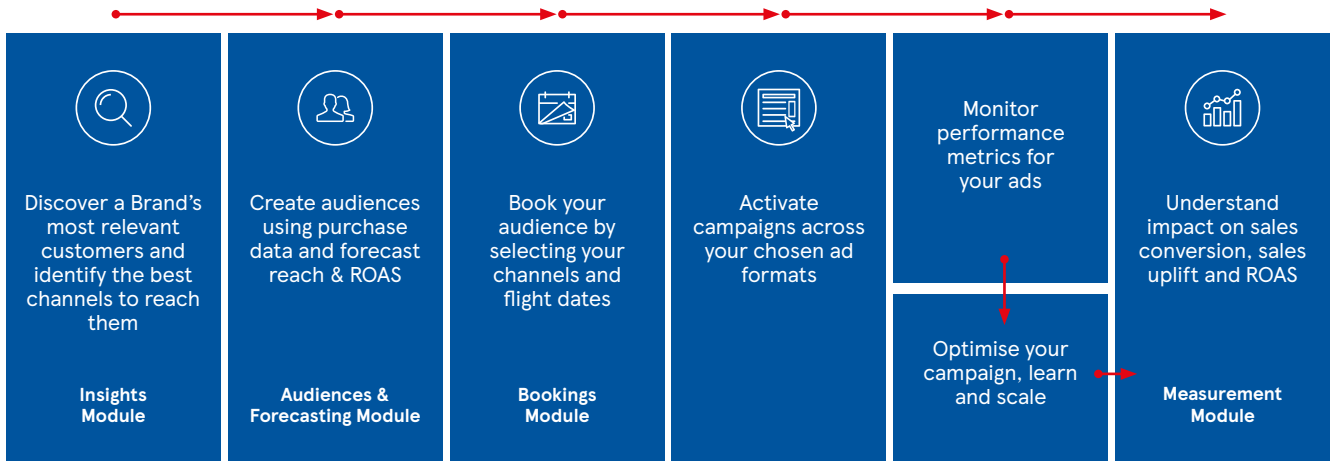 Discover a Brand’s
most relevant
customers and
identify the best
channels to reach
them
Insights
Module
Create audiences
using purchase
data and forecast
reach & ROAS
Audiences &
Forecasting Module
Book your
audience by
selecting your
channels and
flight dates
Bookings
Module
Activate
campaigns across
your chosen ad
formats
Monitor
performance
metrics for
your ads
Optimise your
campaign, learn
and scale
Understand
impact on sales
conversion, sales
uplift and ROAS
Measurement
Module